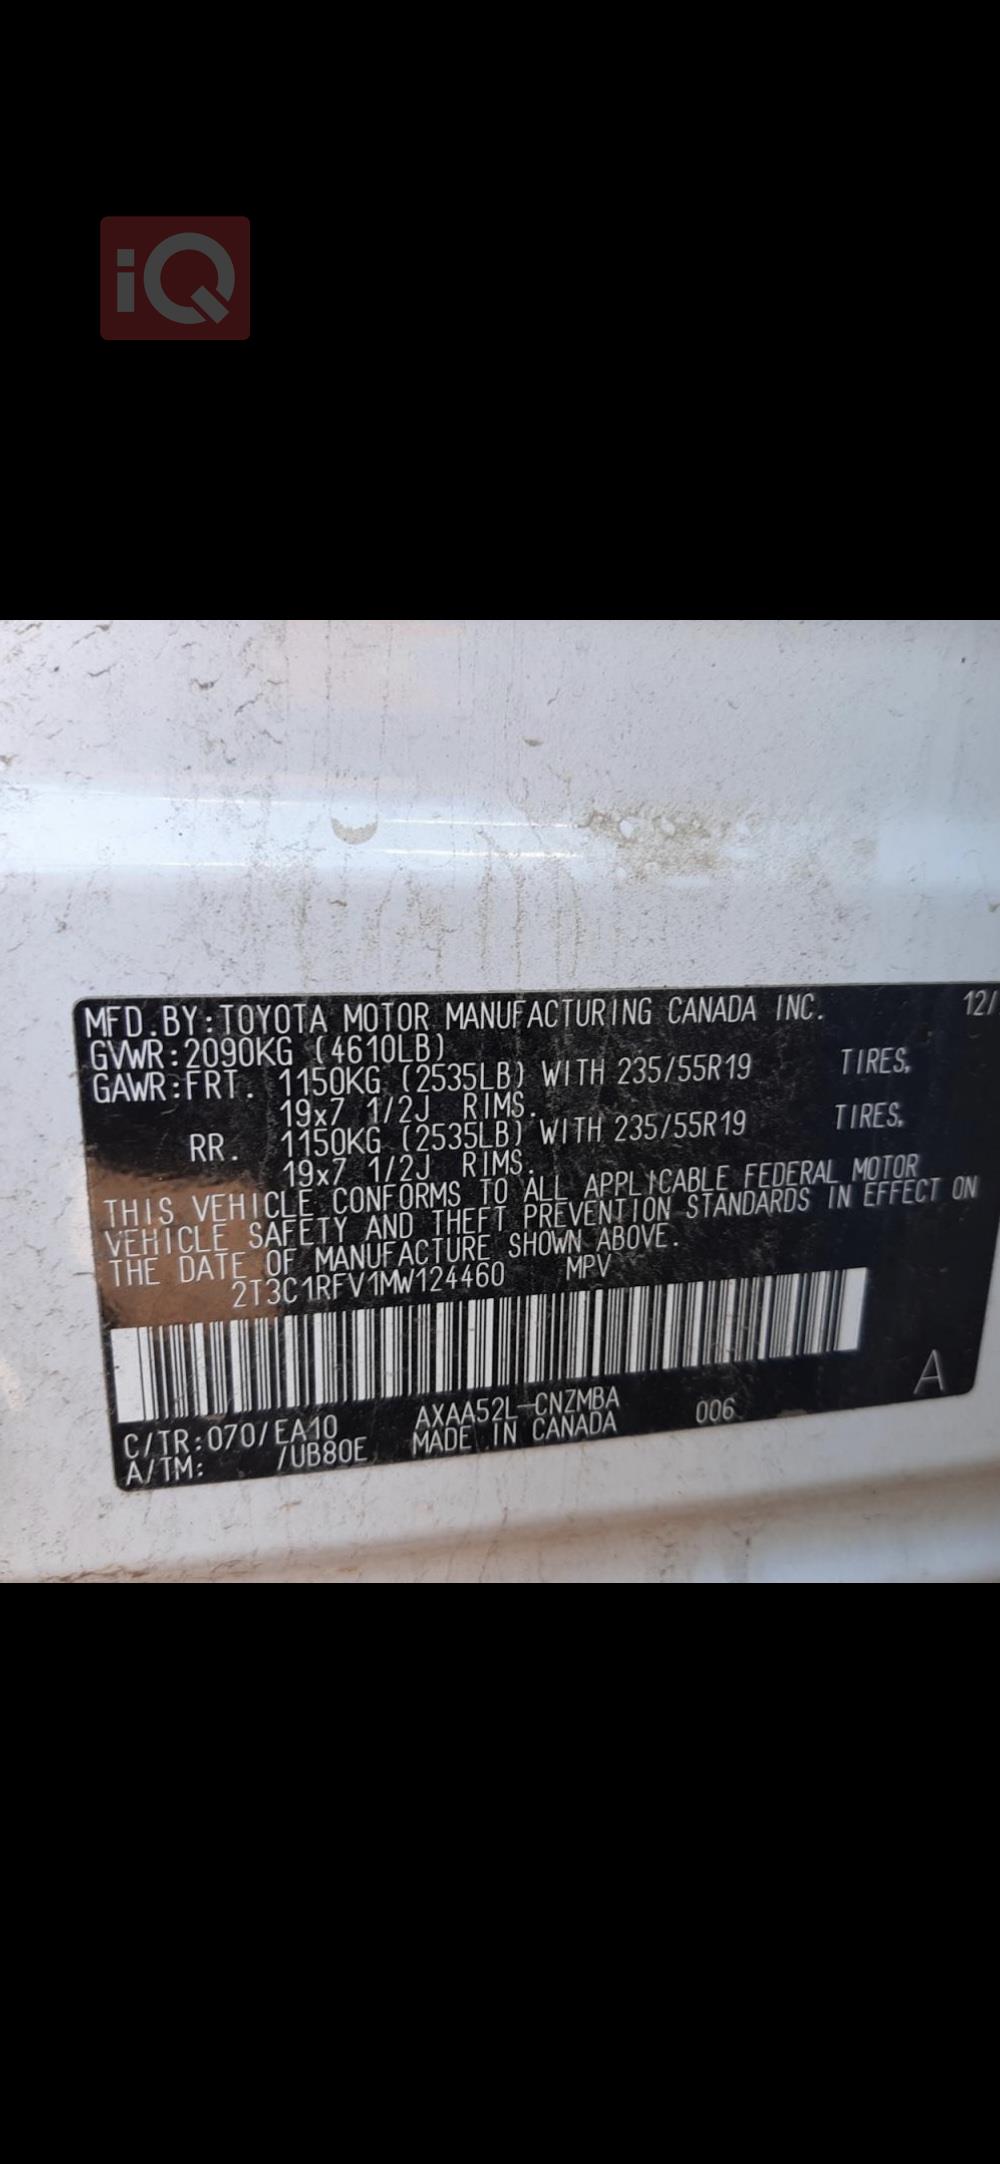 iQ
MFD.BY:TOYOTA MOTOR MANUFACTURING CANADA INC. 12/
GVWR:2090KG (4610LB)
GAWR:FRT. 1150KG (2535LB) WITH 235/55R19 TIRES,
19x7 1/2J RIMS.
RR. 1150KG (2535LB) WITH 235/55R19 TIRES,
19x7 1/2J RIMS.
THIS VEHICLE CONFORMS TO ALL APPLICABLE FEDERAL MOTOR
VEHICLE SAFETY AND THEFT PREVENTION STANDARDS IN EFFECT ON
THE DATE OF MANUFACTURE SHOWN ABOVE.
2T3C1RFV1MW124460 MPV
A
C/TR:070/EA10 AXAA52L-CNZMBA 006
A/TM: /UB80E MADE IN CANADA